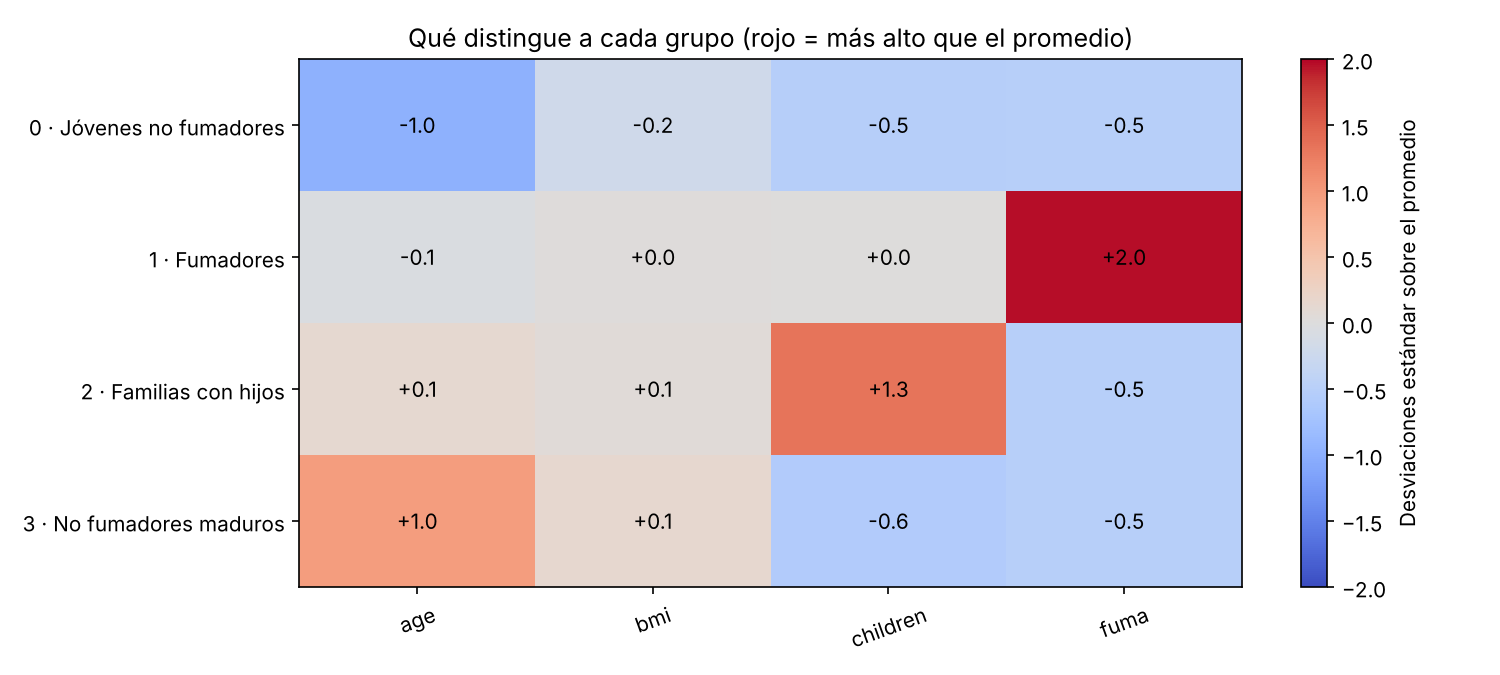 Qué distingue a cada grupo (rojo = más alto que el promedio)
0 · Jóvenes no fumadores
-1.0
-0.2
-0.5
-0.5
1 · Fumadores
-0.1
+0.0
+0.0
+2.0
2 · Familias con hijos
+0.1
+0.1
+1.3
-0.5
3 · No fumadores maduros
+1.0
+0.1
-0.6
-0.5
age
bmi
children
fuma
2.0
1.5
1.0
0.5
0.0
−0.5
−1.0
−1.5
−2.0
Desviaciones estándar sobre el promedio